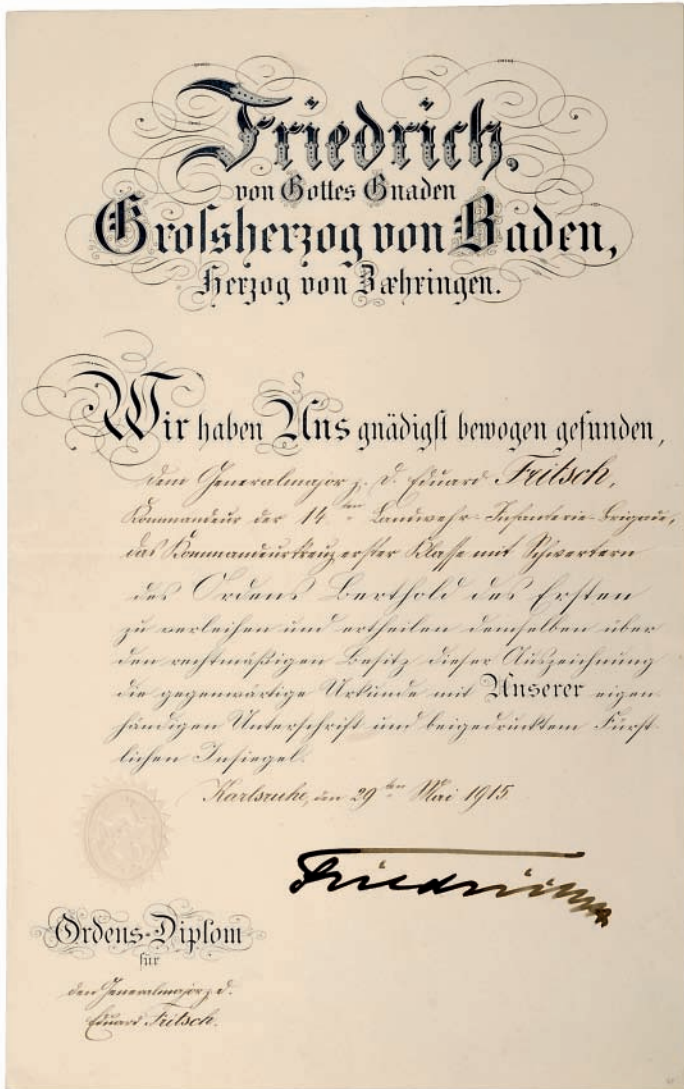 Friedrich,
von Gottes Gnaden
Grossherzog von Baden,
Herzog von Zæhringen.
Wir haben Uns gnädigst bewogen gefunden,
dem Generalmajor z. D. Eduard Fritsch,
Kommandeur der 14ten Landwehr-Infanterie-Brigade,
das Kommandeurkreuz erster Klasse mit Schwertern
des Ordens Berthold des Ersten
zu verleihen und ertheilen demselben über
den rechtmäßigen Besitz dieser Auszeichnung
die gegenwärtige Urkunde mit Unserer eigen
händigen Unterschrift und beigedrucktem Fürst-
lichen Insiegel.
Karlsruhe, den 29ten Mai 1915
Friedrich
Ordens-Diplom
für
den Generalmajor z. D.
Eduard Fritsch.